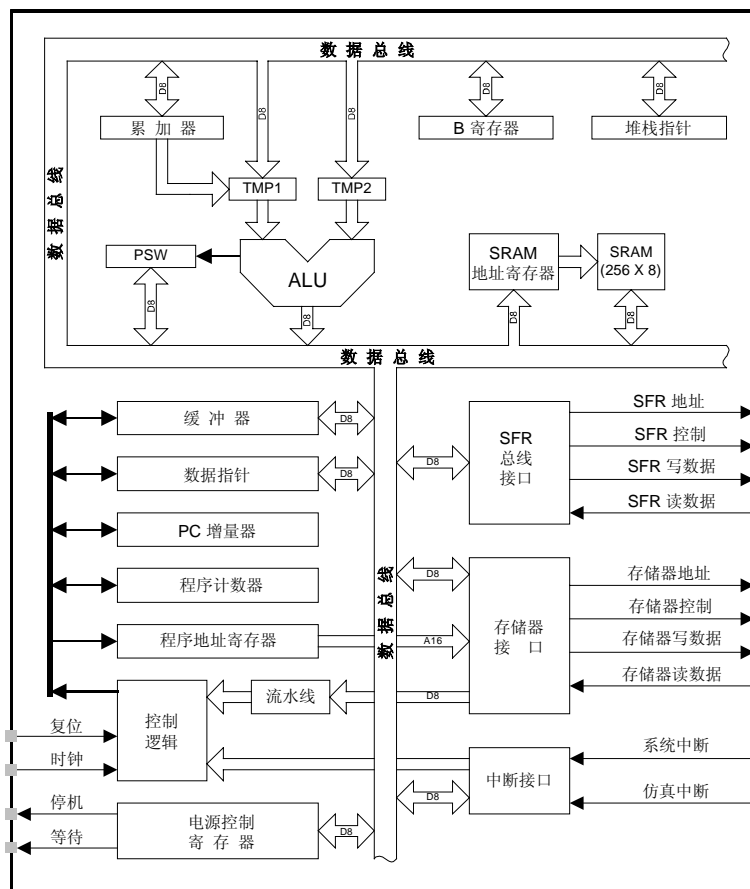 数 据 总 线
D8
D8
D8
D8
D8
累 加 器
B 寄存器
堆栈指针
数据总线
TMP1
TMP2
PSW
ALU
SRAM
地址寄存器
SRAM
(256 X 8)
D8
D8
D8
D8
数 据 总 线
缓 冲 器
D8
数据指针
D8
PC 增量器
程序计数器
程序地址寄存器
A16
数据总线
D8
SFR
总线
接口
SFR 地址
SFR 控制
SFR 写数据
SFR 读数据
D8
存储器
接 口
存储器地址
存储器控制
存储器写数据
存储器读数据
控制
逻辑
流水线
D8
复位
时钟
中断接口
D8
系统中断
仿真中断
停机
等待
电源控制
寄 存 器
D8